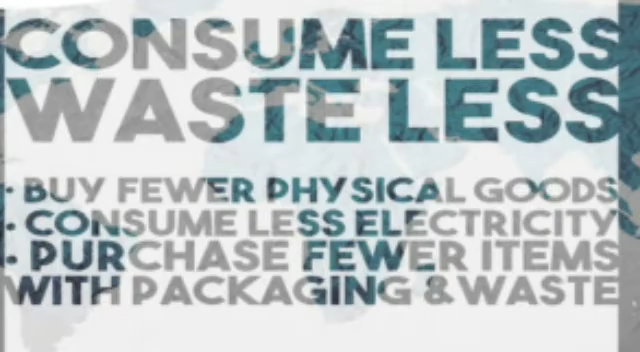 CONSUME LESS
WASTE LESS
· BUY FEWER PHYSICAL GOODS
· CONSUME LESS ELECTRICITY
· PURCHASE FEWER ITEMS
WITH PACKAGING & WASTE